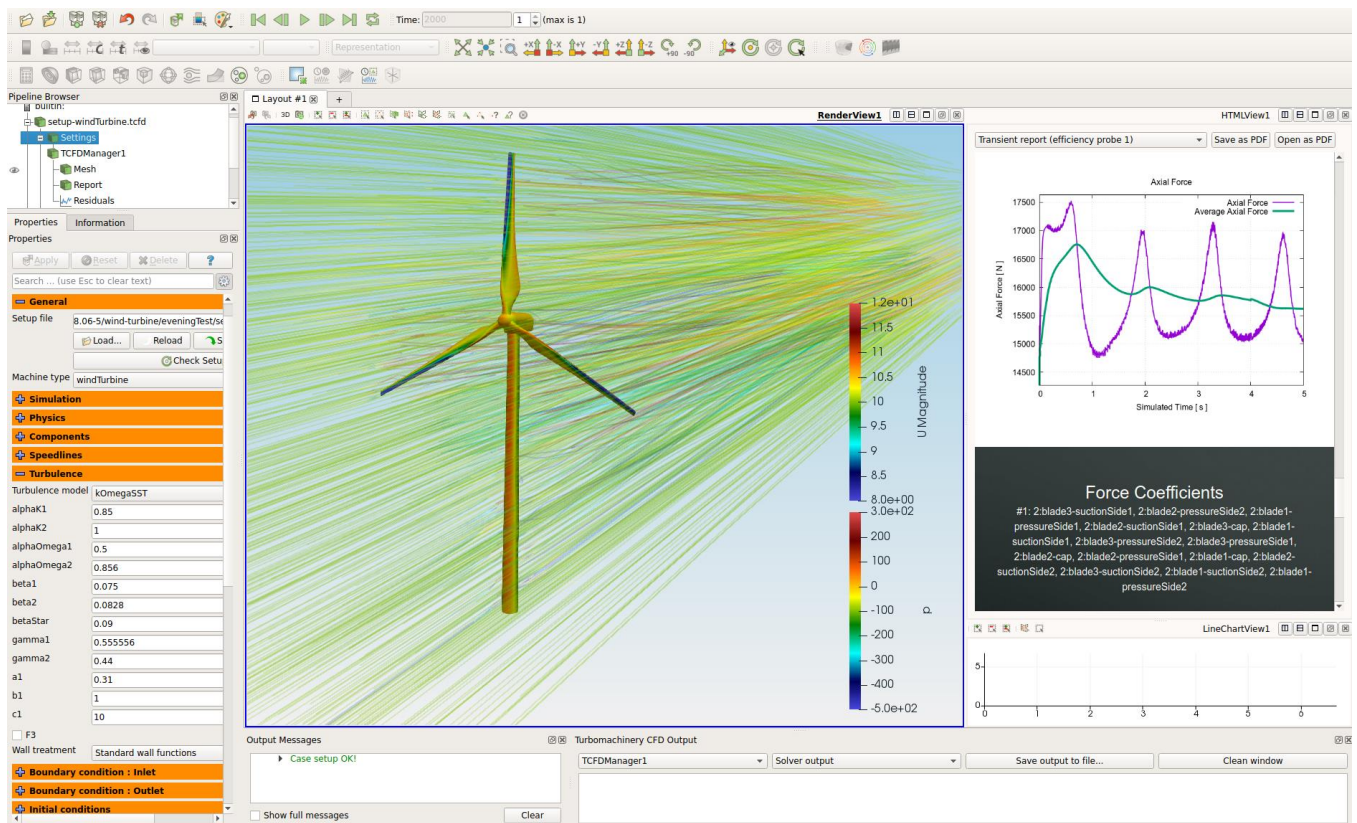 Time: 2000 1 (max is 1)
Representation
+X -X +Y -Y +Z -Z +90 -90
Pipeline Browser
builtin:
setup-windTurbine.tcfd
Settings
TCFDManager1
Mesh
Report
Residuals
Properties Information
Properties
Apply Reset Delete ?
Search ... (use Esc to clear text)
General
Setup file 8.06-5/wind-turbine/eveningTest/se
Load... Reload S
Check Setu
Machine type windTurbine
Simulation
Physics
Components
Speedlines
Turbulence
Turbulence model kOmegaSST
alphaK1 0.85
alphaK2 1
alphaOmega1 0.5
alphaOmega2 0.856
beta1 0.075
beta2 0.0828
betaStar 0.09
gamma1 0.555556
gamma2 0.44
a1 0.31
b1 1
c1 10
F3
Wall treatment Standard wall functions
Boundary condition : Inlet
Boundary condition : Outlet
Initial conditions
Layout #1 +
3D
RenderView1
1.2e+01
11.5
11
10.5
10
9.5
9
8.5
8.0e+00
U Magnitude
3.0e+02
200
100
0
-100
-200
-300
-400
-5.0e+02
p
HTMLView1
Transient report (efficiency probe 1) Save as PDF Open as PDF
Axial Force
Axial Force
Average Axial Force
17500
17000
16500
16000
15500
15000
14500
Axial Force [ N ]
0 1 2 3 4 5
Simulated Time [ s ]
Force Coefficients
#1: 2:blade3-suctionSide1, 2:blade2-pressureSide2, 2:blade1-
pressureSide1, 2:blade2-suctionSide1, 2:blade3-cap, 2:blade1-
suctionSide1, 2:blade3-pressureSide2, 2:blade3-pressureSide1,
2:blade2-cap, 2:blade2-pressureSide1, 2:blade1-cap, 2:blade2-
suctionSide2, 2:blade3-suctionSide2, 2:blade1-suctionSide2, 2:blade1-
pressureSide2
LineChartView1
5
0
0 1 2 3 4 5 6
Output Messages
Case setup OK!
Show full messages Clear
Turbomachinery CFD Output
TCFDManager1 Solver output Save output to file... Clean window